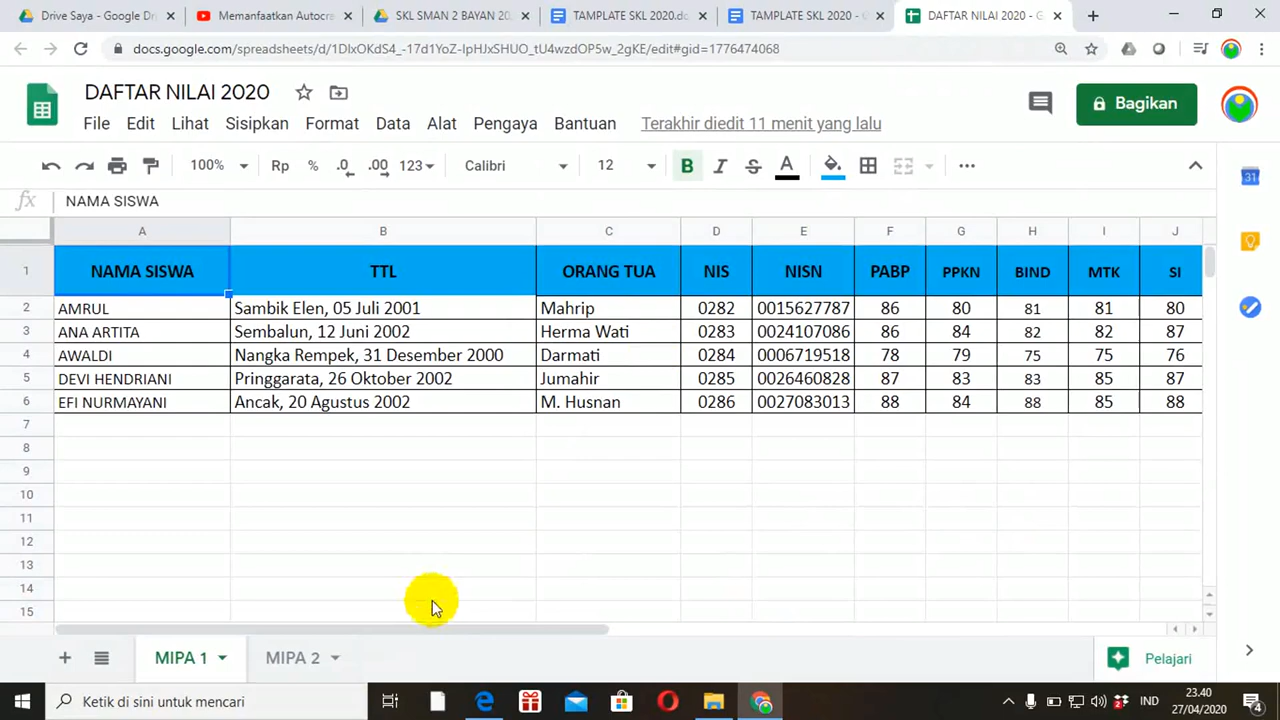 Drive Saya - Google Dri
Memanfaatkan Autocra
SKL SMAN 2 BAYAN 20
TAMPLATE SKL 2020.do
TAMPLATE SKL 2020 - G
DAFTAR NILAI 2020 - G
docs.google.com/spreadsheets/d/1DlxOKdS4_-17d1YoZ-IpHJxSHUO_tU4wzdOP5w_2gKE/edit#gid=1776474068
DAFTAR NILAI 2020
Bagikan
File Edit Lihat Sisipkan Format Data Alat Pengaya Bantuan Terakhir diedit 11 menit yang lalu
100% Rp % .0 .00 123 Calibri 12 B I S A
31
fx NAMA SISWA
A B C D E F G H I J
1 NAMA SISWA TTL ORANG TUA NIS NISN PABP PPKN BIND MTK SI
2 AMRUL Sambik Elen, 05 Juli 2001 Mahrip 0282 0015627787 86 80 81 81 80
3 ANA ARTITA Sembalun, 12 Juni 2002 Herma Wati 0283 0024107086 86 84 82 82 87
4 AWALDI Nangka Rempek, 31 Desember 2000 Darmati 0284 0006719518 78 79 75 75 76
5 DEVI HENDRIANI Pringgarata, 26 Oktober 2002 Jumahir 0285 0026460828 87 83 83 85 87
6 EFI NURMAYANI Ancak, 20 Agustus 2002 M. Husnan 0286 0027083013 88 84 88 85 88
7
8
9
10
11
12
13
14
15
MIPA 1 MIPA 2 Pelajari
Ketik di sini untuk mencari
IND
23.40
27/04/2020
4